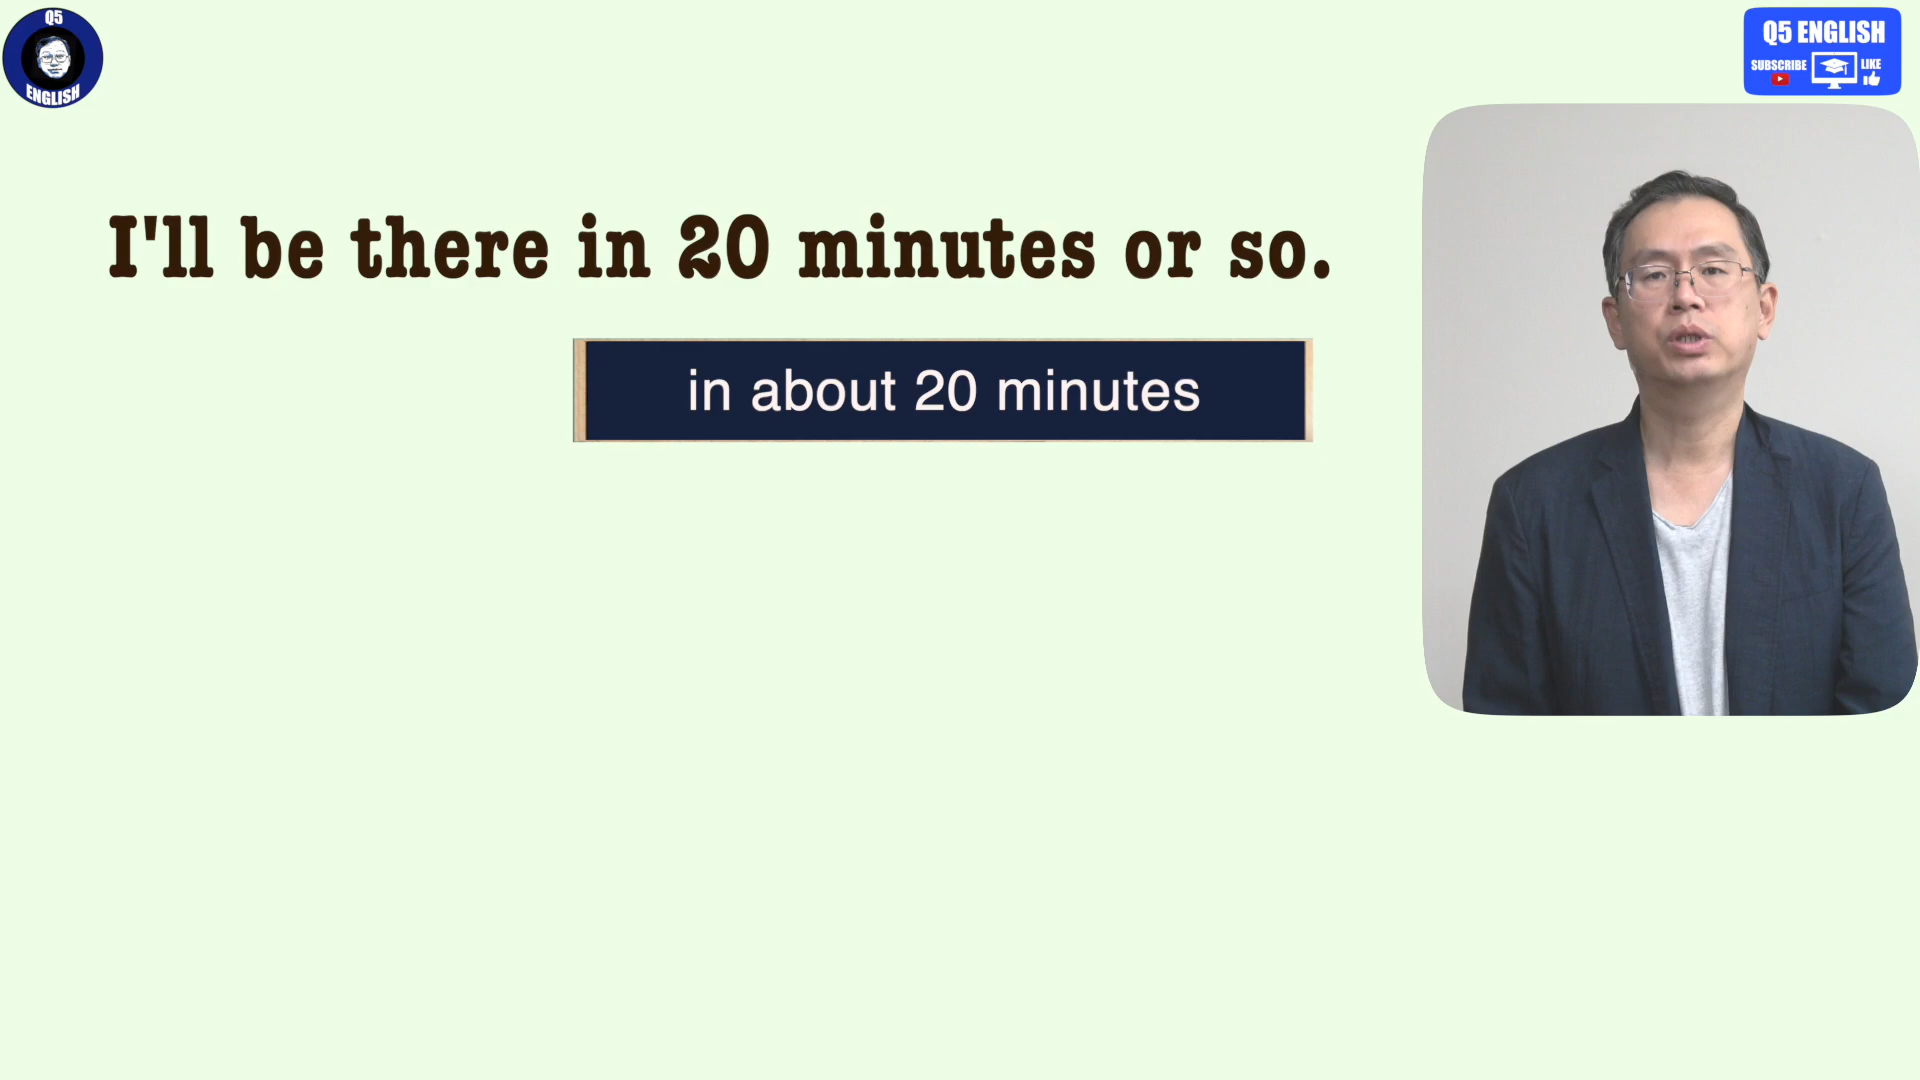 Q5
ENGLISH
Q5 ENGLISH
SUBSCRIBE
LIKE
I'll be there in 20 minutes or so.
in about 20 minutes